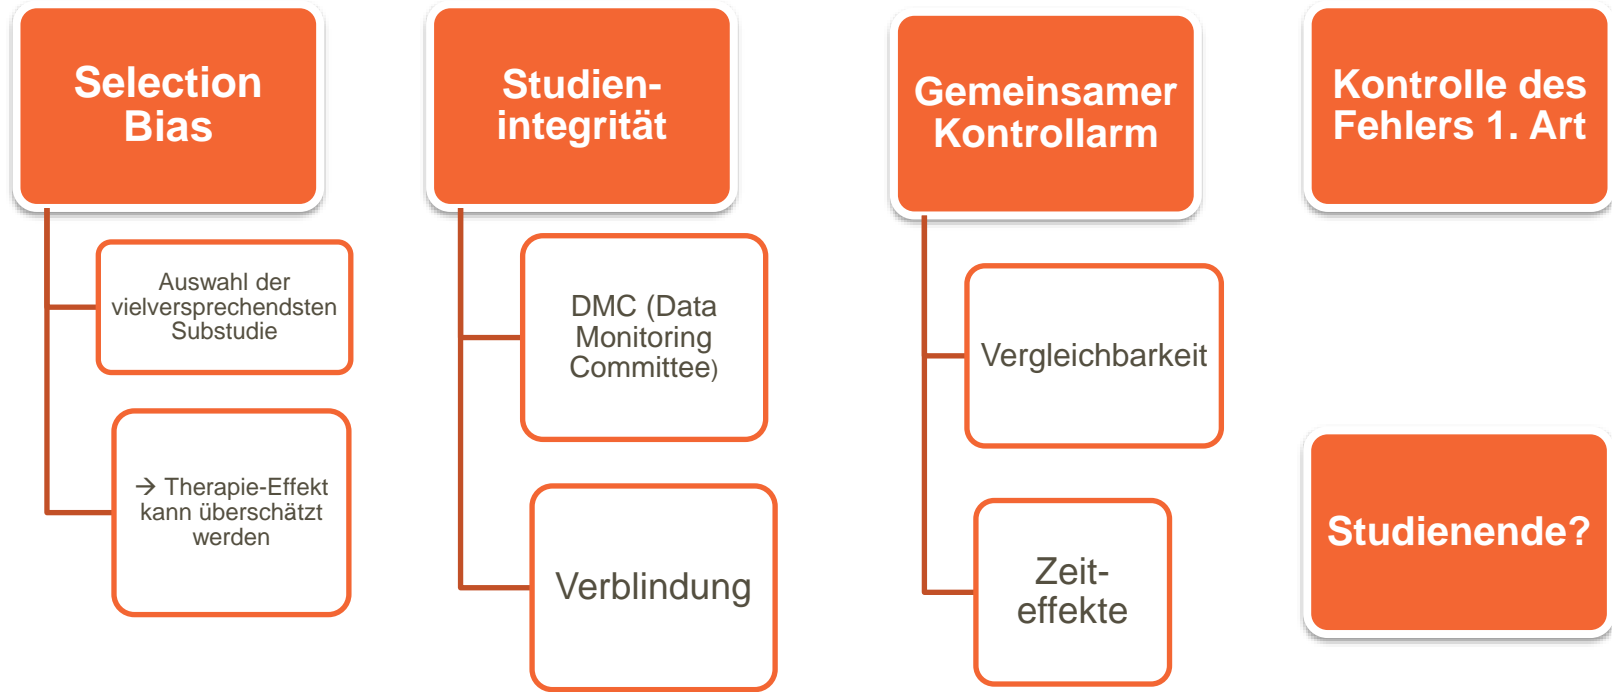 Selection
Bias
Auswahl der
vielversprechendsten
Substudie
→ Therapie-Effekt
kann überschätzt
werden
Studien-
integrität
DMC (Data
Monitoring
Committee)
Verblindung
Gemeinsamer
Kontrollarm
Vergleichbarkeit
Zeit-
effekte
Kontrolle des
Fehlers 1. Art
Studienende?